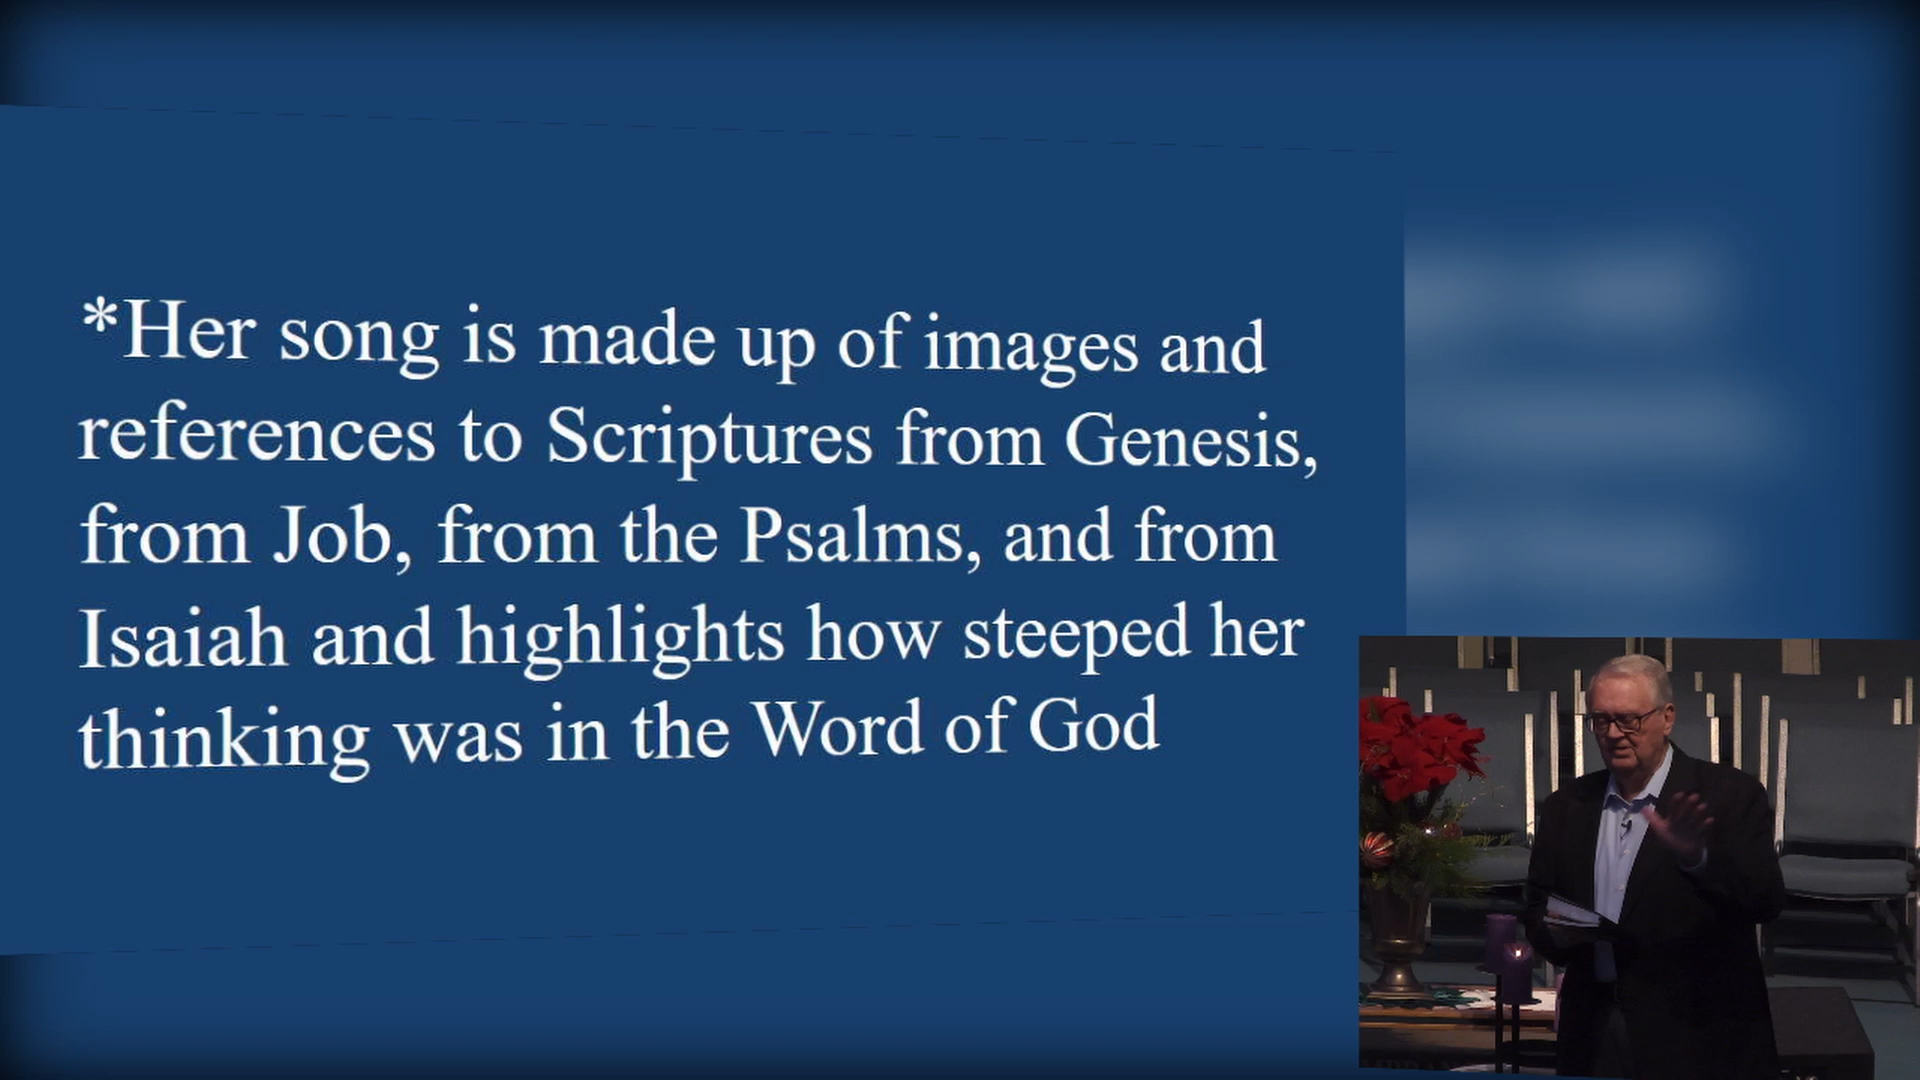 *Her song is made up of images and
references to Scriptures from Genesis,
from Job, from the Psalms, and from
Isaiah and highlights how steeped her
thinking was in the Word of God